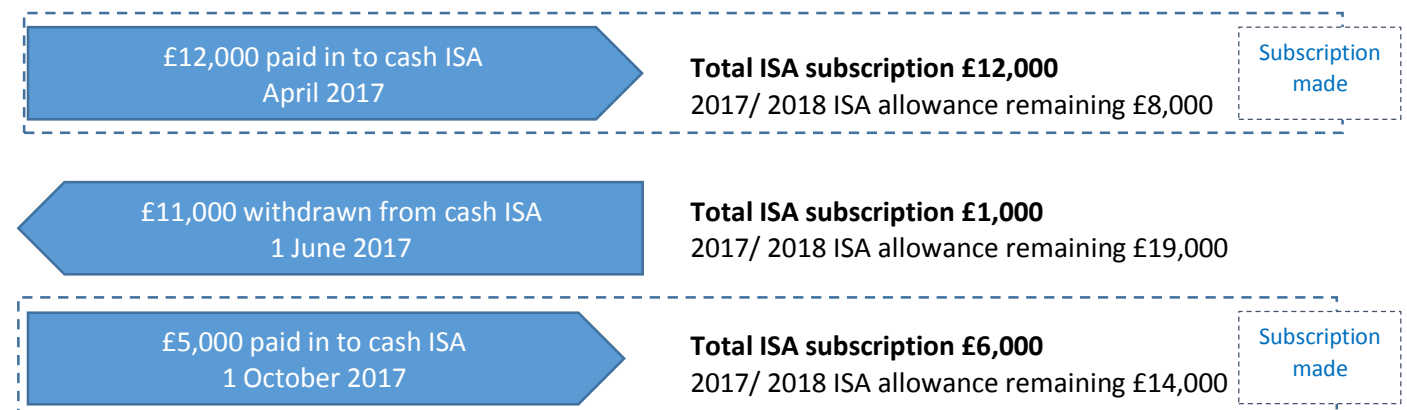 £12,000 paid in to cash ISA
April 2017
Total ISA subscription £12,000
2017/ 2018 ISA allowance remaining £8,000
Subscription
made
£11,000 withdrawn from cash ISA
1 June 2017
Total ISA subscription £1,000
2017/ 2018 ISA allowance remaining £19,000
£5,000 paid in to cash ISA
1 October 2017
Total ISA subscription £6,000
2017/ 2018 ISA allowance remaining £14,000
Subscription
made